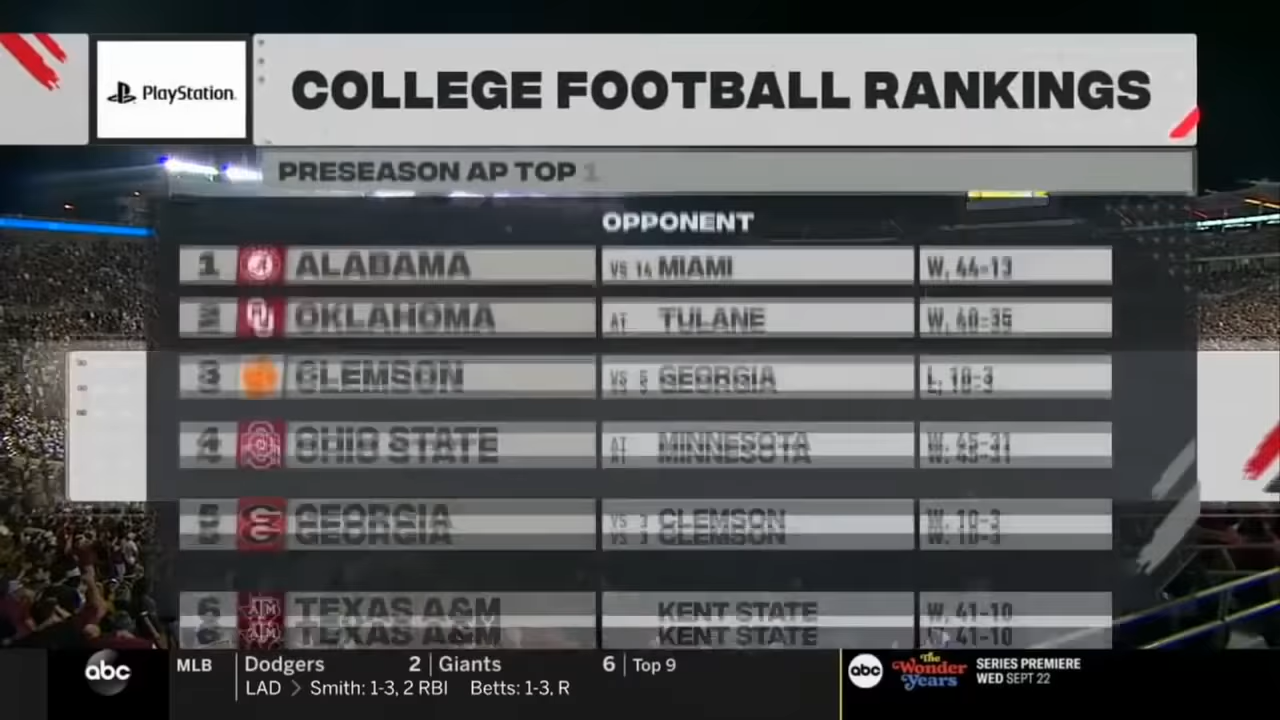 PlayStation
COLLEGE FOOTBALL RANKINGS
PRESEASON AP TOP 1
OPPONENT
1 ALABAMA VS 14 MIAMI W, 44-13
2 OKLAHOMA AT TULANE W, 40-35
3 CLEMSON VS 5 GEORGIA L, 10-3
4 OHIO STATE AT MINNESOTA W, 45-31
5 GEORGIA VS 3 CLEMSON W, 10-3
6 TEXAS A&M KENT STATE W, 41-10
abc MLB Dodgers 2 Giants 6 Top 9
LAD > Smith: 1-3, 2 RBI Betts: 1-3, R
abc The Wonder Years SERIES PREMIERE
WED SEPT 22